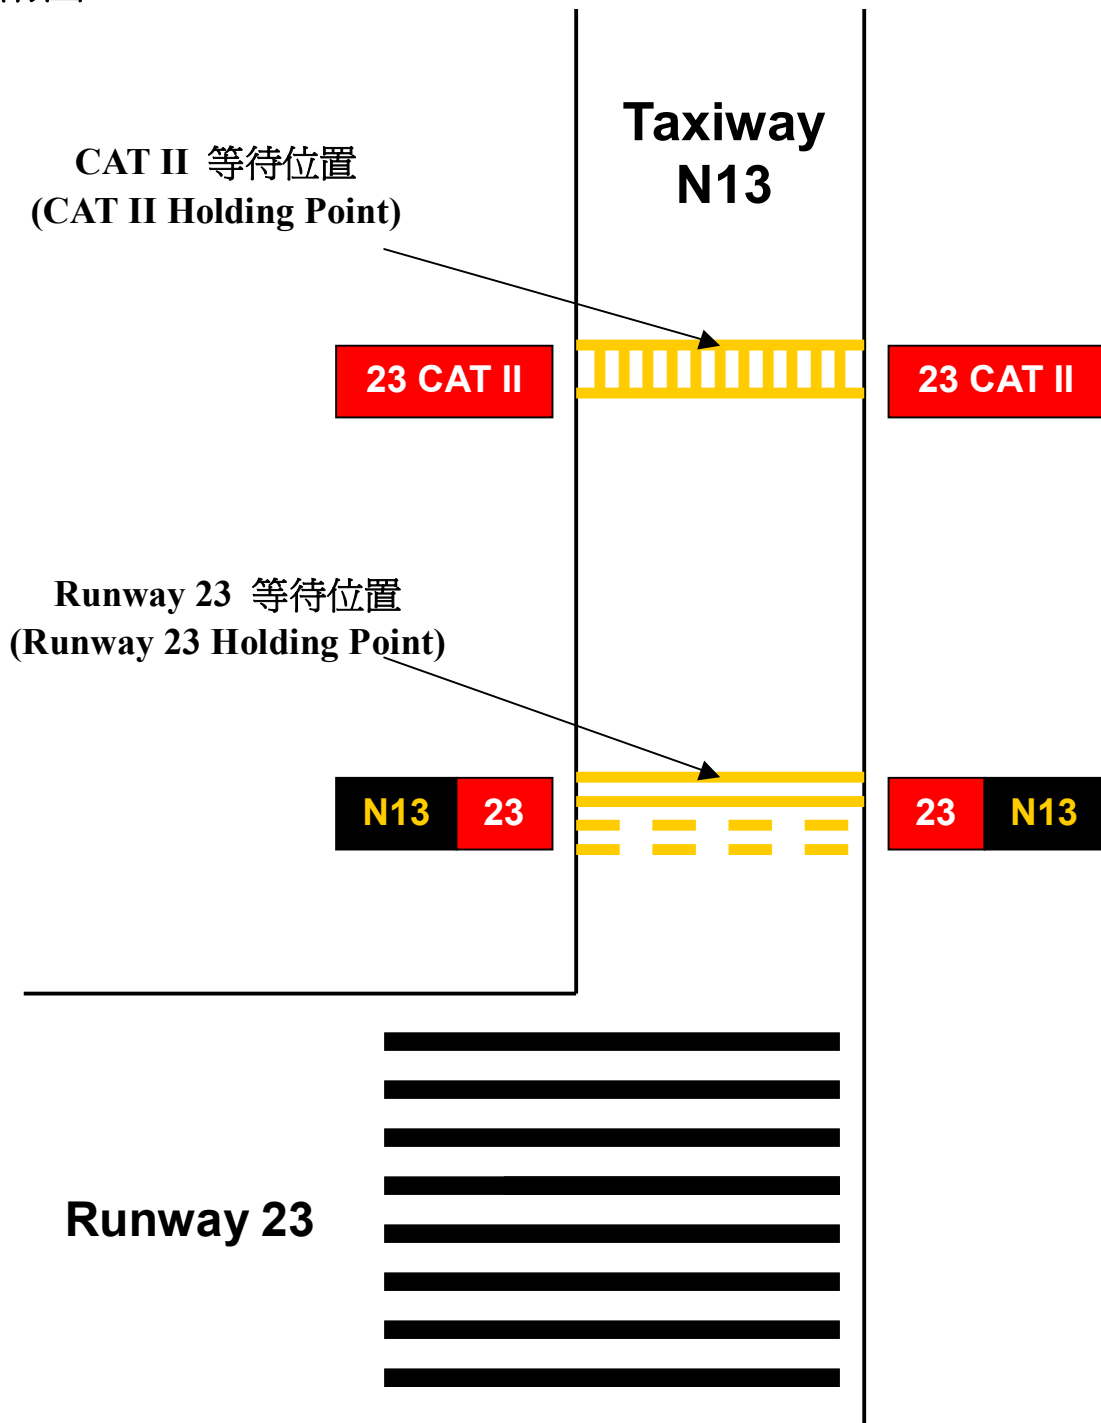 Taxiway
N13
CAT II 等待位置
(CAT II Holding Point)
23 CAT II
23 CAT II
Runway 23 等待位置
(Runway 23 Holding Point)
N13 23
23 N13
Runway 23